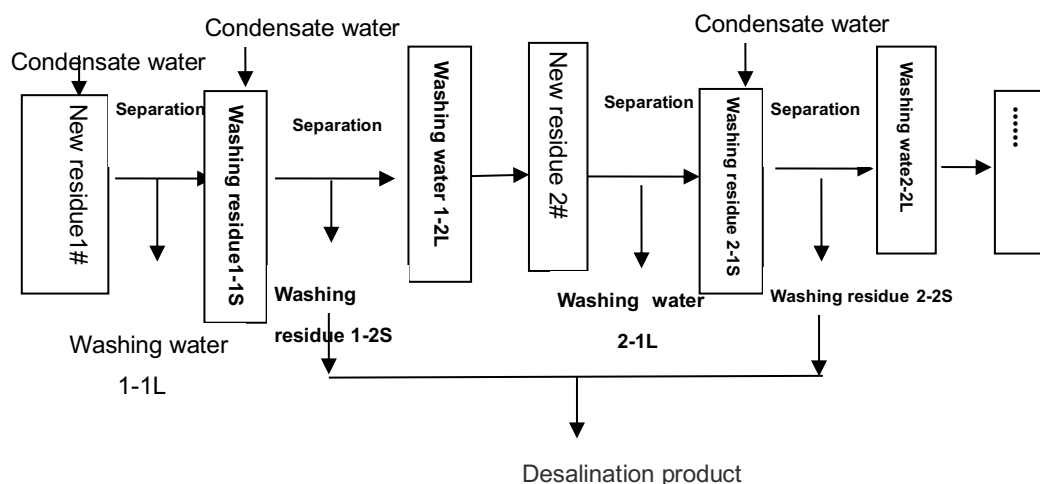 Condensate water
Condensate water
Condensate water
New residue1#
Separation
Washing residue1-1S
Separation
Washing water 1-2L
New residue 2#
Separation
Washing residue 2-1S
Separation
Washing wate2-2L
......
Washing water
1-1L
Washing
residue 1-2S
Washing water
2-1L
Washing residue 2-2S
Desalination product